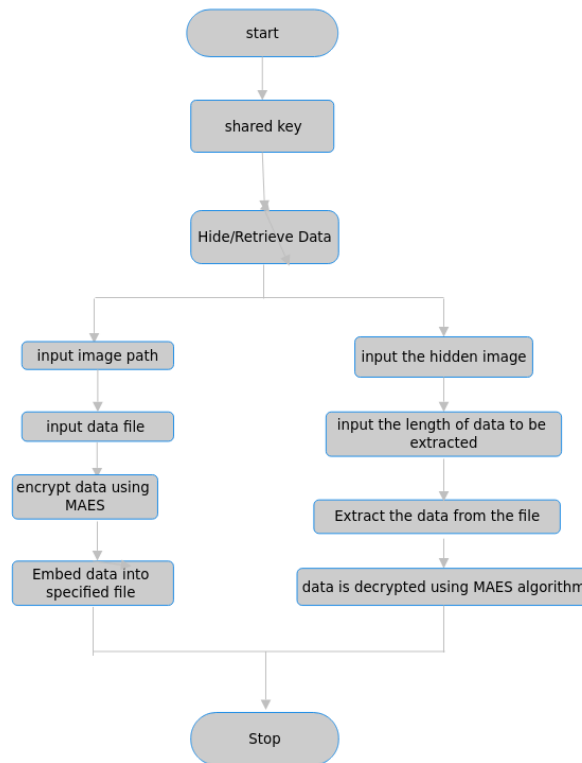 start
shared key
Hide/Retrieve Data
input image path
input data file
encrypt data using
MAES
Embed data into
specified file
input the hidden image
input the length of data to be
extracted
Extract the data from the file
data is decrypted using MAES algorithm
Stop